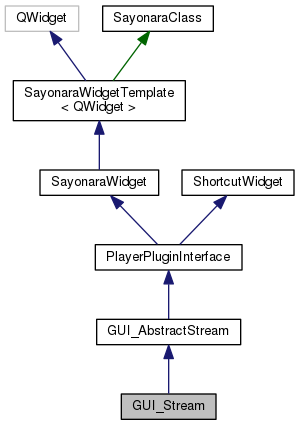 QWidget
SayonaraClass
SayonaraWidgetTemplate
< QWidget >
SayonaraWidget
ShortcutWidget
PlayerPluginInterface
GUI_AbstractStream
GUI_Stream